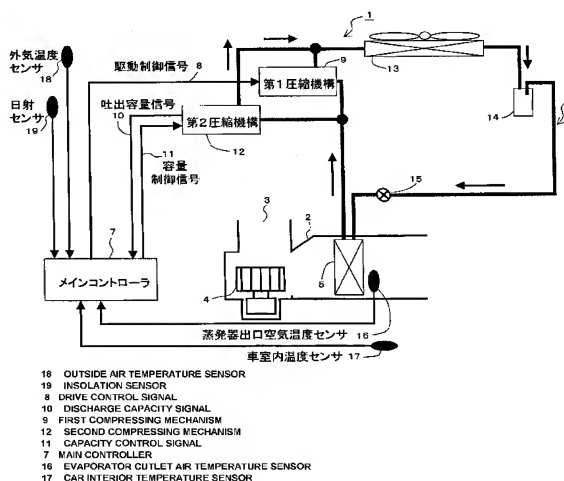 1
外気温度
センサ
18
駆動制御信号 8
9
第1圧縮機構
13
日射
センサ
19
吐出容量信号
10
第2圧縮機構
12
14
11
容量
制御信号
15
3
2
7
メインコントローラ
4
5
蒸発器出口空気温度センサ 16
車室内温度センサ 17
18 OUTSIDE AIR TEMPERATURE SENSOR
19 INSOLATION SENSOR
8 DRIVE CONTROL SIGNAL
10 DISCHARGE CAPACITY SIGNAL
9 FIRST COMPRESSING MECHANISM
12 SECOND COMPRESSING MECHANISM
11 CAPACITY CONTROL SIGNAL
7 MAIN CONTROLLER
16 EVAPORATOR CUTLET AIR TEMPERATURE SENSOR
17 CAR INTERIOR TEMPERATURE SENSOR